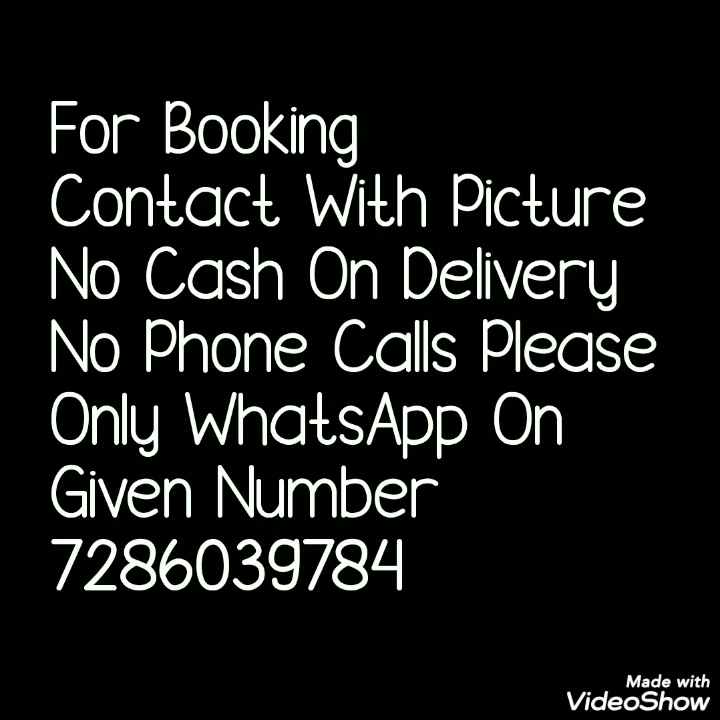 For Booking
Contact With Picture
No Cash On Delivery
No Phone Calls Please
Only WhatsApp On
Given Number
7286039784
Made with
VideoShow